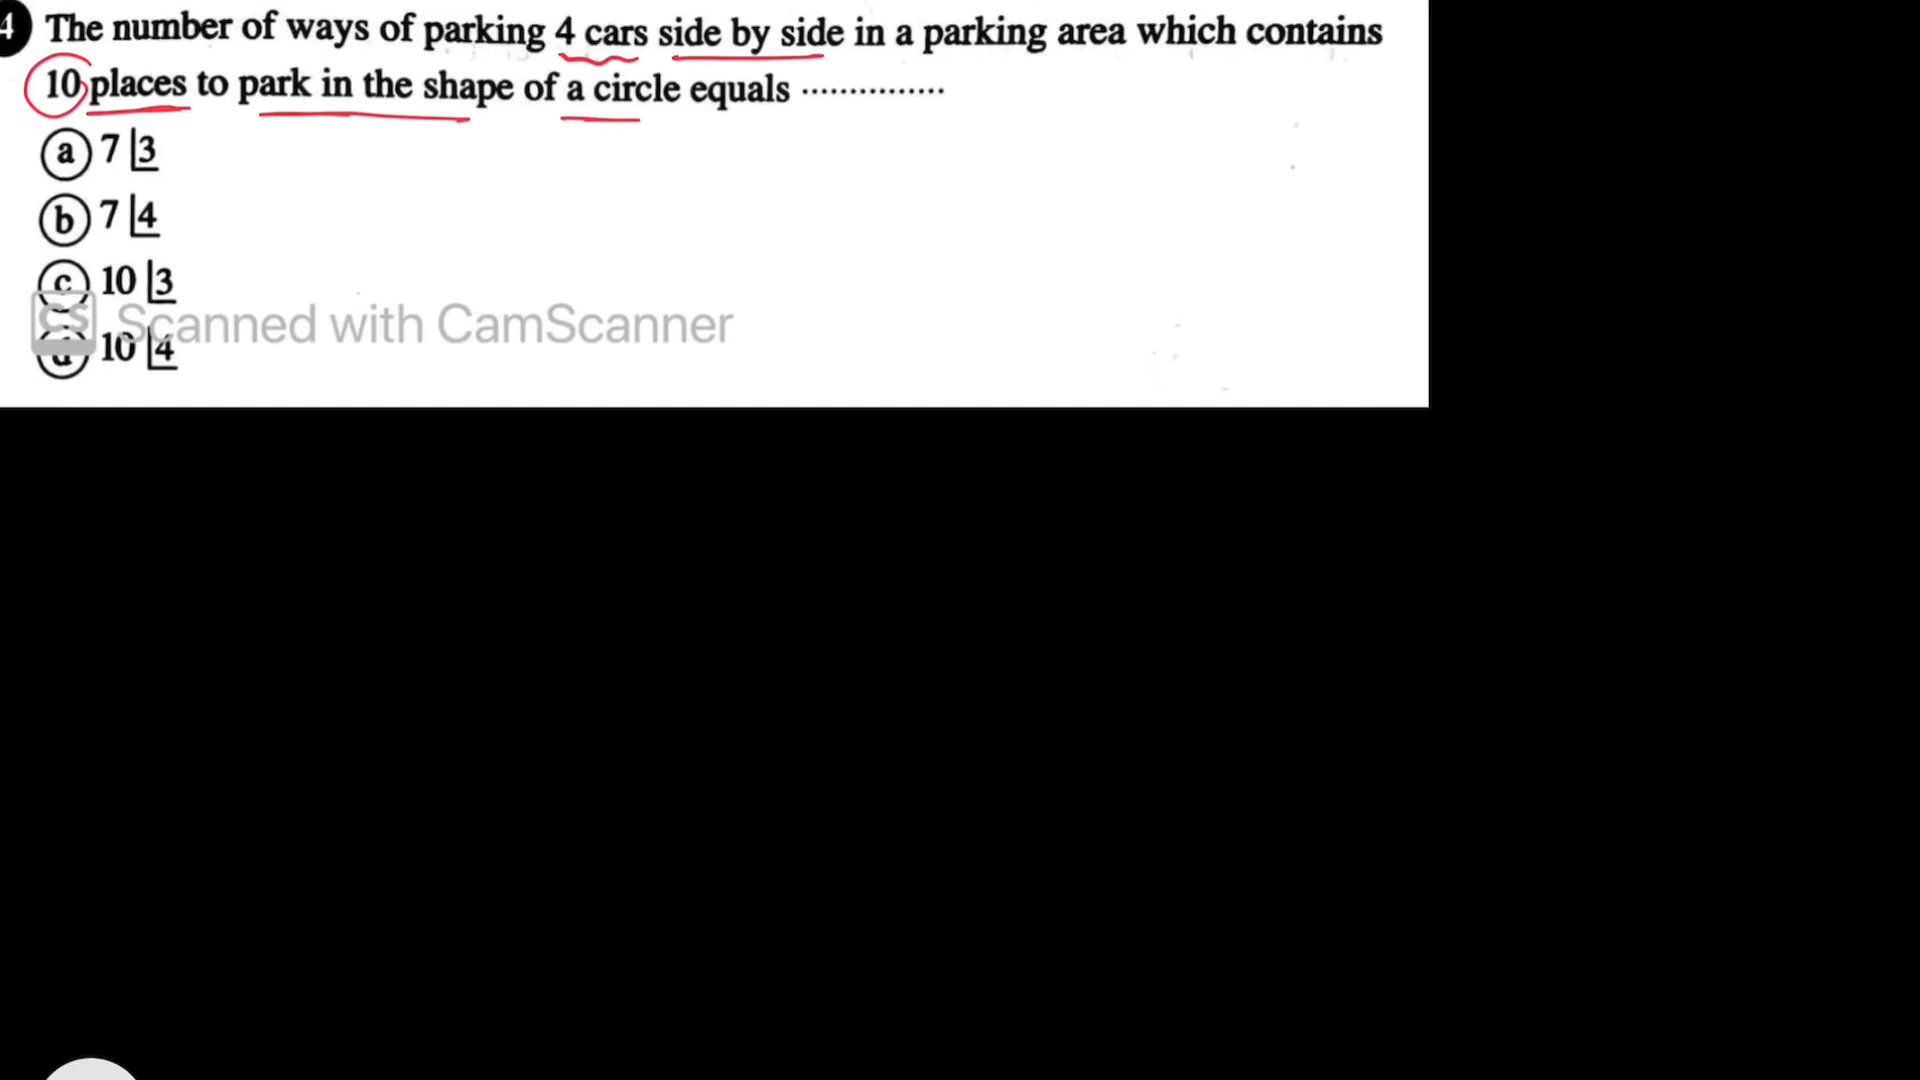 4 The number of ways of parking 4 cars side by side in a parking area which contains
10 places to park in the shape of a circle equals ...............
a 7 |3
b 7 |4
c 10 |3
CS Scanned with CamScanner
d 10 |4